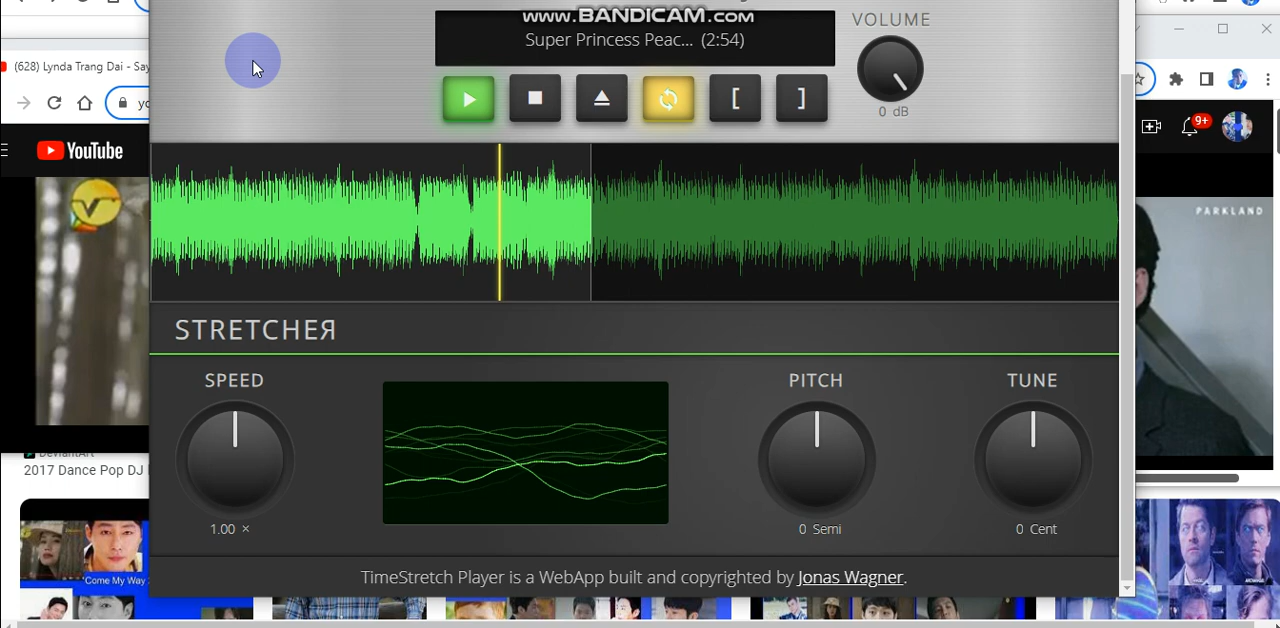 www.BANDICAM.com
Super Princess Peac... (2:54)
VOLUME
0 dB
[
]
(628) Lynda Trang Dai - Say
yo
YouTube
9+
PARKLAND
STRETCHEЯ
SPEED
PITCH
TUNE
1.00 ×
0 Semi
0 Cent
DeviantArt
2017 Dance Pop DJ
'Come My Way
TimeStretch Player is a WebApp built and copyrighted by Jonas Wagner.